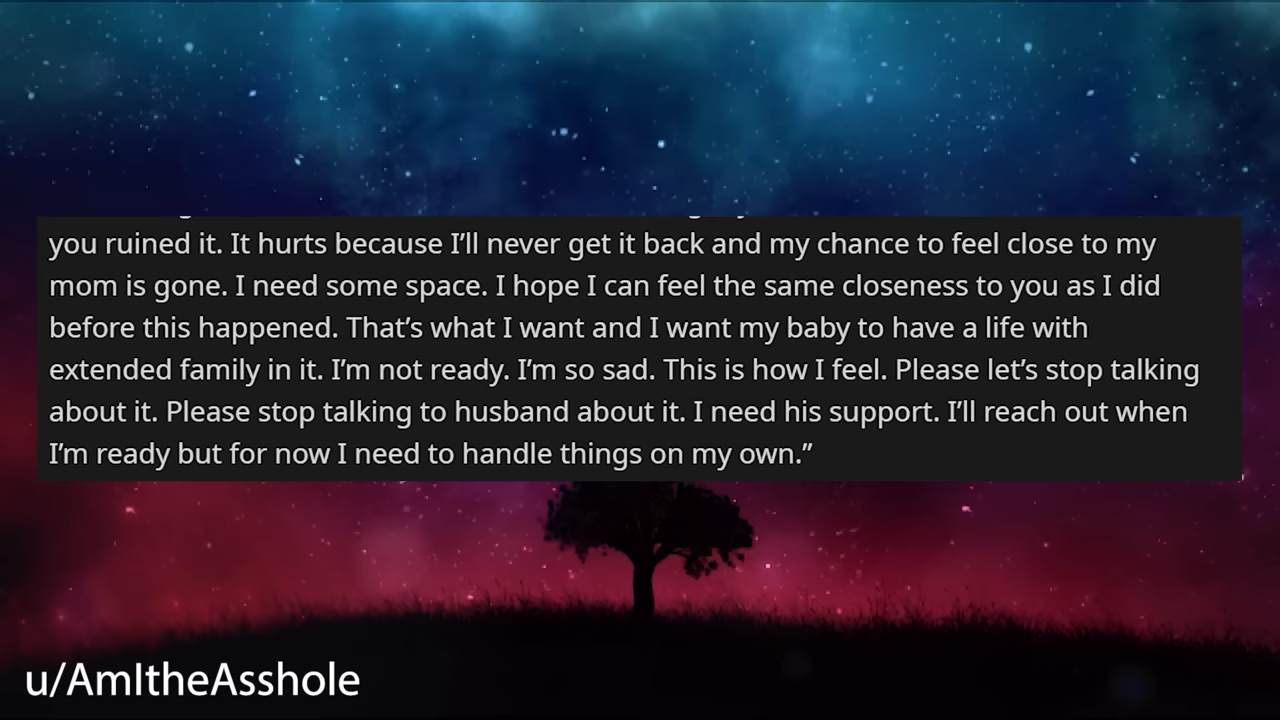 you ruined it. It hurts because I’ll never get it back and my chance to feel close to my
mom is gone. I need some space. I hope I can feel the same closeness to you as I did
before this happened. That’s what I want and I want my baby to have a life with
extended family in it. I’m not ready. I’m so sad. This is how I feel. Please let’s stop talking
about it. Please stop talking to husband about it. I need his support. I’ll reach out when
I’m ready but for now I need to handle things on my own.”
u/AmItheAsshole